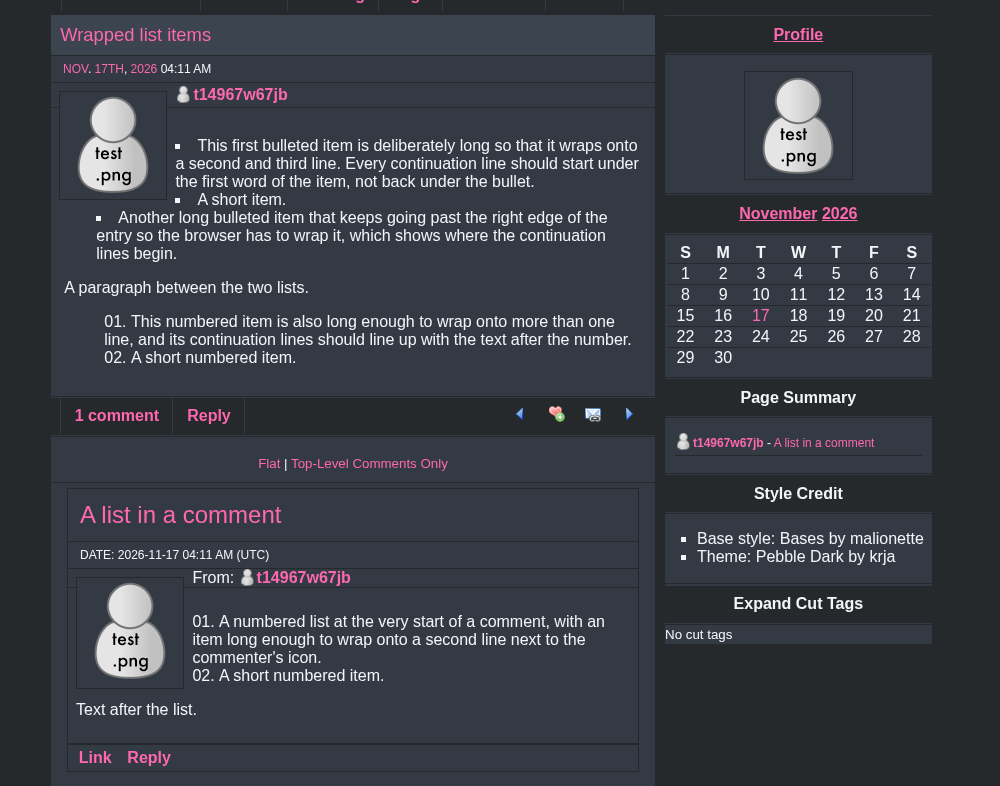 Wrapped list items
NOV. 17TH, 2026 04:11 AM
t14967w67jb
test
.png
This first bulleted item is deliberately long so that it wraps onto
a second and third line. Every continuation line should start under
the first word of the item, not back under the bullet.
A short item.
Another long bulleted item that keeps going past the right edge of the
entry so the browser has to wrap it, which shows where the continuation
lines begin.
A paragraph between the two lists.
01. This numbered item is also long enough to wrap onto more than one
line, and its continuation lines should line up with the text after the number.
02. A short numbered item.
1 comment Reply
Flat | Top-Level Comments Only
A list in a comment
DATE: 2026-11-17 04:11 AM (UTC)
From: t14967w67jb
test
.png
01. A numbered list at the very start of a comment, with an
item long enough to wrap onto a second line next to the
commenter's icon.
02. A short numbered item.
Text after the list.
Link Reply
Profile
test
.png
November 2026
S M T W T F S
1 2 3 4 5 6 7
8 9 10 11 12 13 14
15 16 17 18 19 20 21
22 23 24 25 26 27 28
29 30
Page Summary
t14967w67jb - A list in a comment
Style Credit
Base style: Bases by malionette
Theme: Pebble Dark by krja
Expand Cut Tags
No cut tags